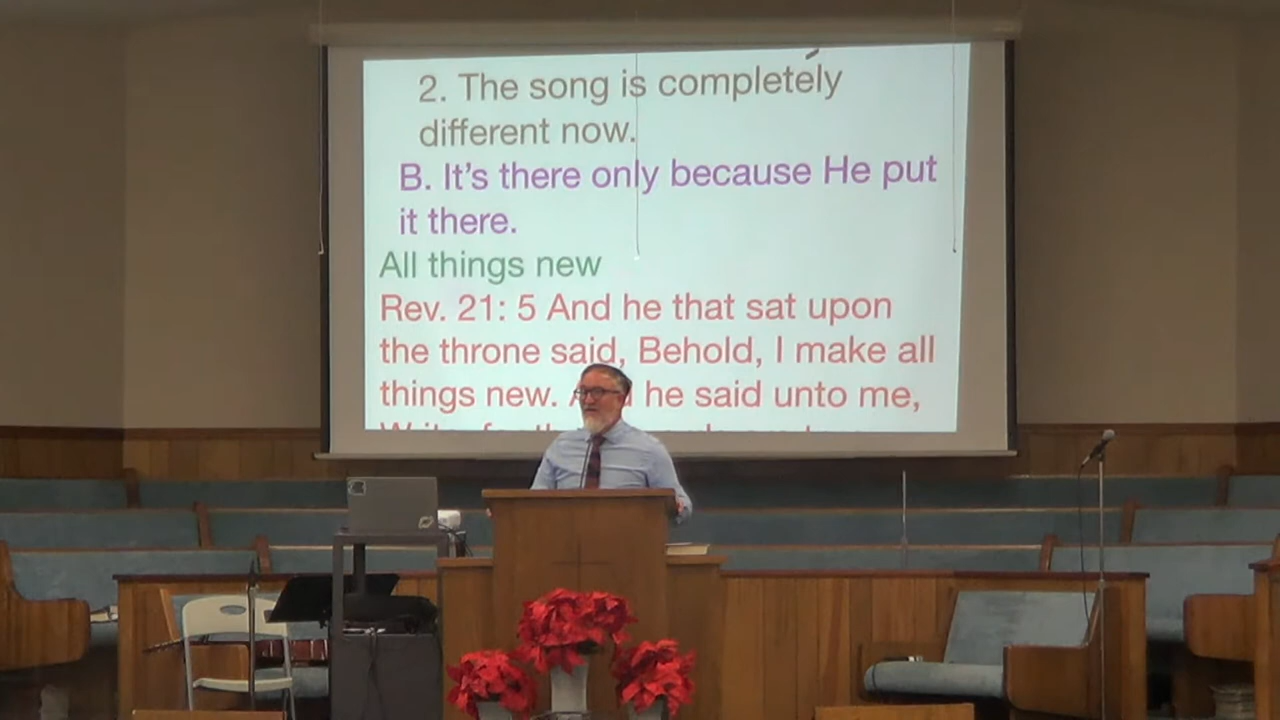 2. The song is completely
different now.
B. It's there only because He put
it there.
All things new
Rev. 21: 5 And he that sat upon
the throne said, Behold, I make all
things new. he said unto me,